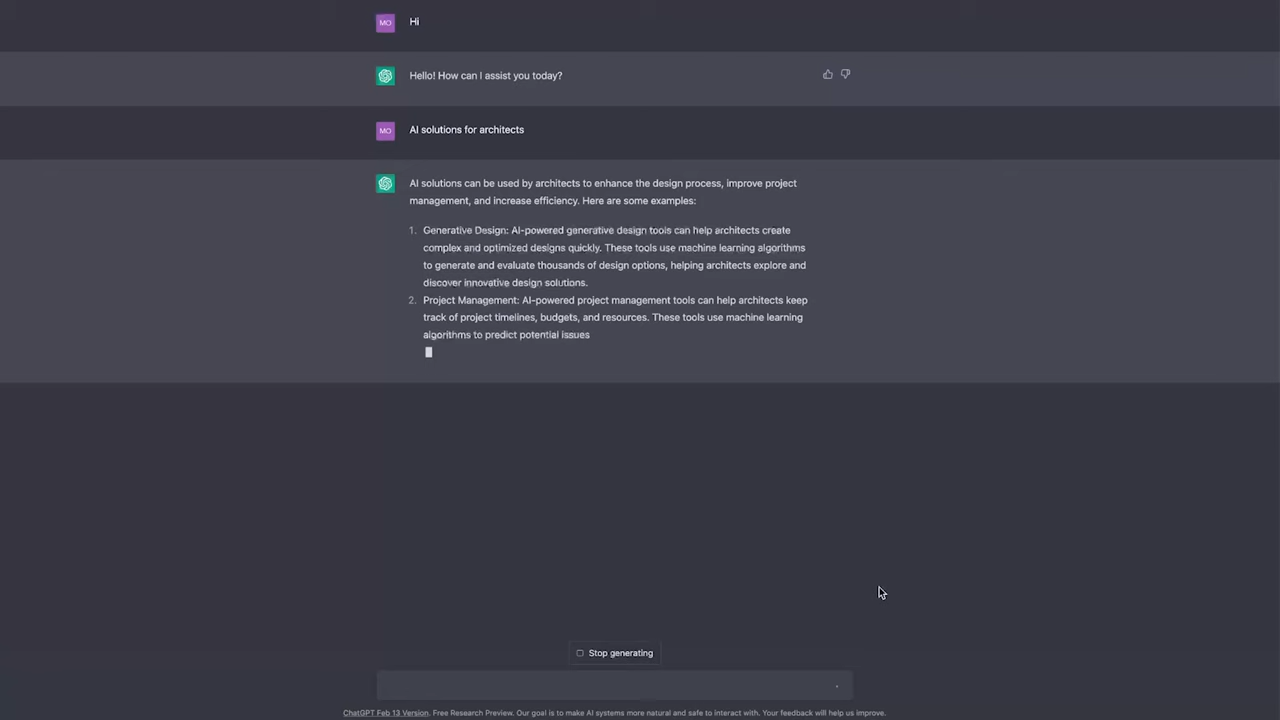 MO
Hi
Hello! How can I assist you today?
MO
AI solutions for architects
AI solutions can be used by architects to enhance the design process, improve project
management, and increase efficiency. Here are some examples:
1. Generative Design: AI-powered generative design tools can help architects create
complex and optimized designs quickly. These tools use machine learning algorithms
to generate and evaluate thousands of design options, helping architects explore and
discover innovative design solutions.
2. Project Management: AI-powered project management tools can help architects keep
track of project timelines, budgets, and resources. These tools use machine learning
algorithms to predict potential issues
Stop generating
ChatGPT Feb 13 Version. Free Research Preview. Our goal is to make AI systems more natural and safe to interact with. Your feedback will help us improve.